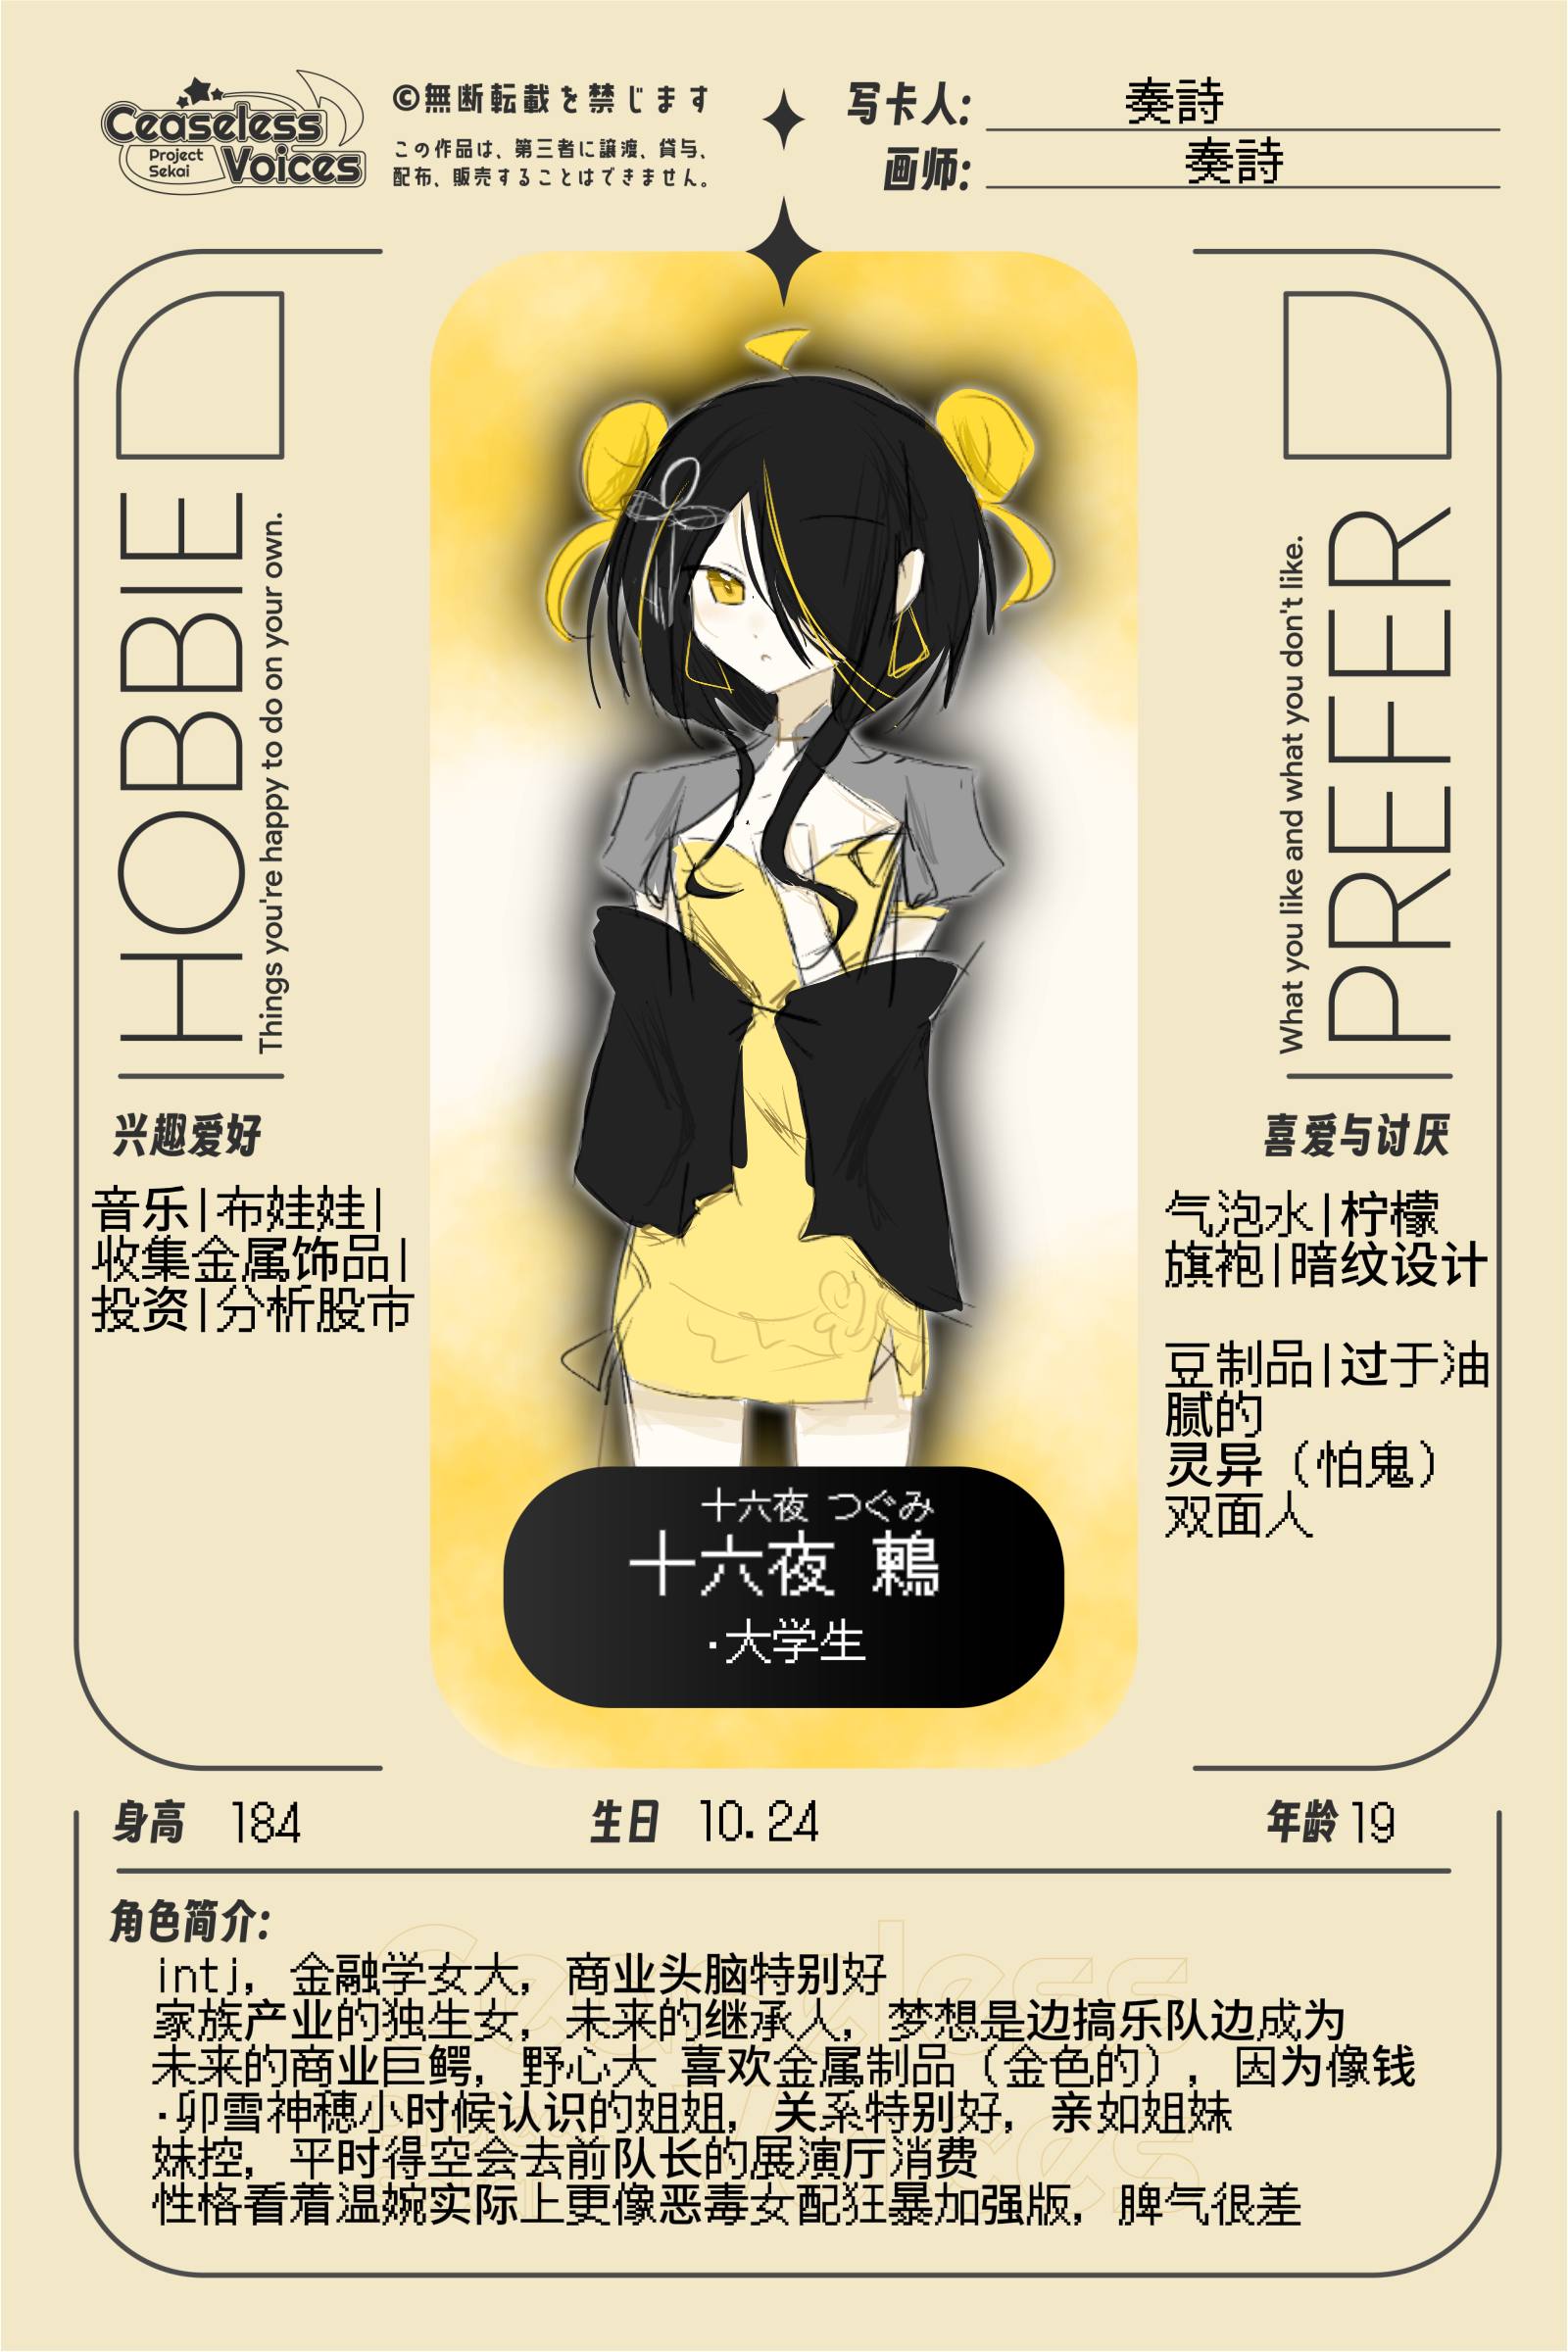 Ceaseless
Project
Sekai
Voices
©無断転載を禁じます
この作品は、第三者に譲渡、貸与、
配布、販売することはできません。
写卡人: 奏詩
画师: 奏詩
HOBBIE
Things you're happy to do on your own.
兴趣爱好
音乐|布娃娃|
收集金属饰品|
投资|分析股市
PREFER
What you like and what you don't like.
喜爱与讨厌
气泡水|柠檬
旗袍|暗纹设计
豆制品|过于油
腻的
灵异（怕鬼）
双面人
十六夜 つぐみ
十六夜 鶫
·大学生
身高 184 生日 10.24 年龄 19
角色简介:
intj，金融学女大，商业头脑特别好
家族产业的独生女，未来的继承人，梦想是边搞乐队边成为
未来的商业巨鳄，野心大 喜欢金属制品（金色的），因为像钱
·卯雪神穂小时候认识的姐姐，关系特别好，亲如姐妹
妹控，平时得空会去前队长的展演厅消费
性格看着温婉实际上更像恶毒女配狂暴加强版，脾气很差
Ceaseless
Project
Sekai
Voices